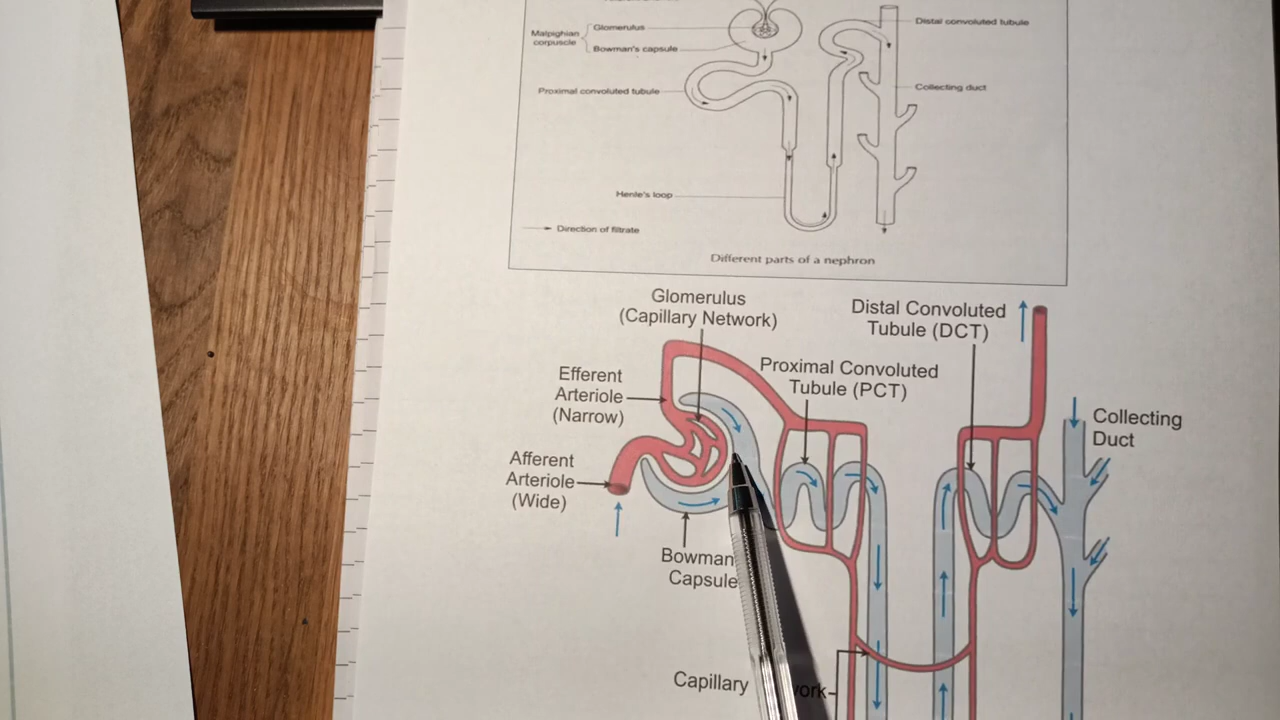 Glomerulus
Malpighian
corpuscle
Bowman's capsule
Proximal convoluted tubule
Distal convoluted tubule
Collecting duct
Henle's loop
Direction of filtrate
Different parts of a nephron
Glomerulus
(Capillary Network)
Distal Convoluted
Tubule (DCT)
Proximal Convoluted
Tubule (PCT)
Efferent
Arteriole
(Narrow)
Collecting
Duct
Afferent
Arteriole
(Wide)
Bowman
Capsule
Capillary